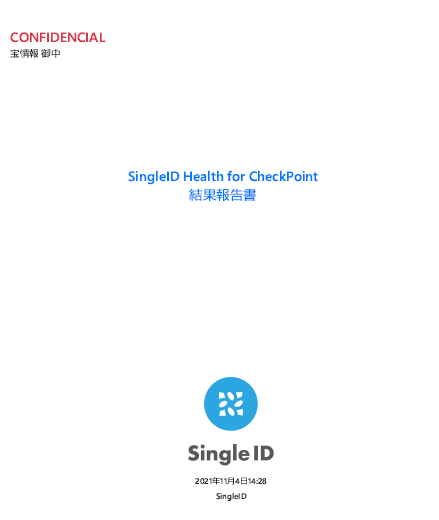 CONFIDENCIAL
宝情報 御中
SingleID Health for CheckPoint
結果報告書
Single ID
2021年11月4日14:28
SingleID